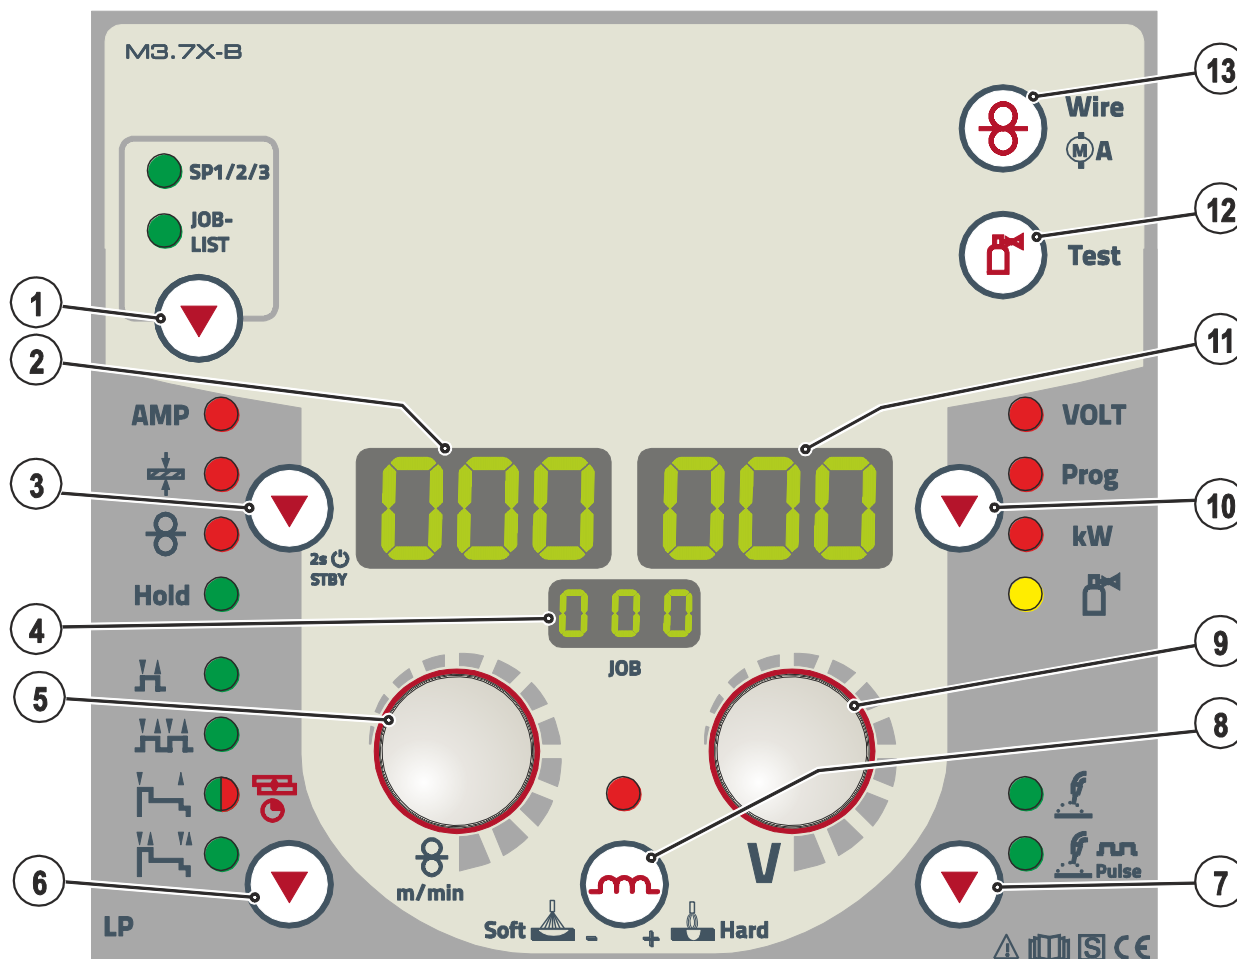 M3.7X-B
13
Wire
M A
SP1/2/3
JOB-
LIST
12
Test
1
2
11
AMP
VOLT
3
Prog
10
000
000
kW
2s
STBY
Hold
4
000
JOB
5
9
8
6
m/min
V
Pulse
7
LP
Soft
- +
Hard
S CE